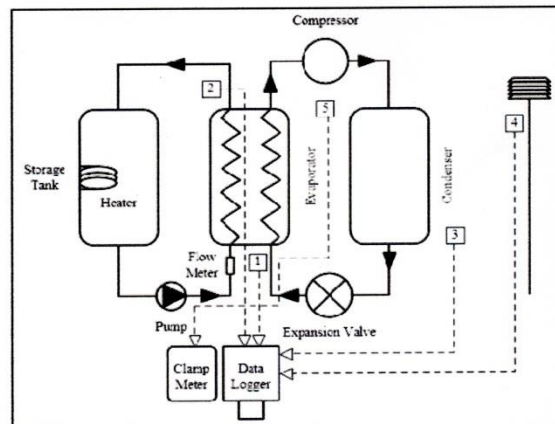 Compressor
2
5
4
Storage
Tank
Heater
Evaporator
Condenser
Flow
Meter
1
3
Pump
Expansion Valve
Clamp
Meter
Data
Logger